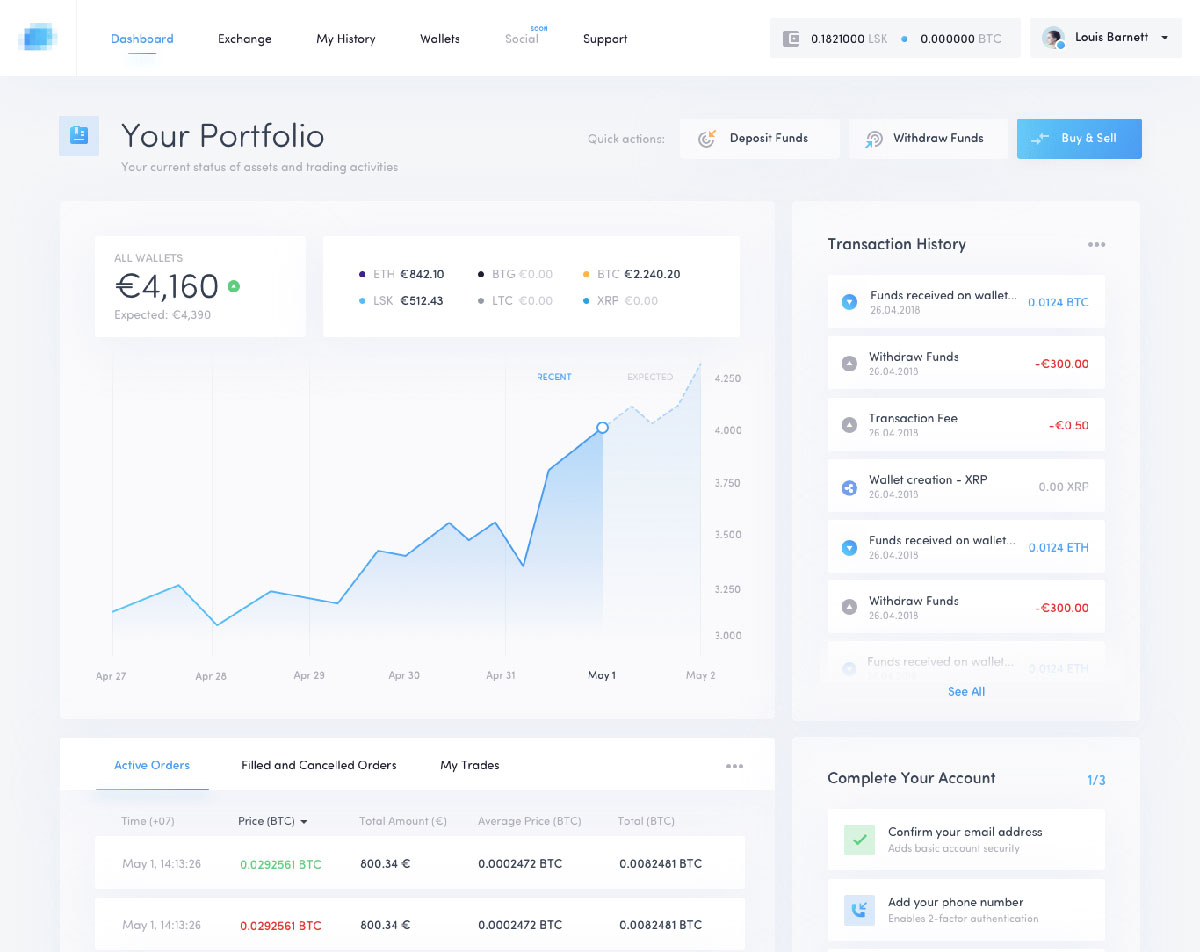 Dashboard
Exchange
My History
Wallets
Social
SOON
Support
0.1821000 LSK
0.000000 BTC
Louis Barnett
Your Portfolio
Your current status of assets and trading activities
Quick actions:
Deposit Funds
Withdraw Funds
Buy & Sell
ALL WALLETS
€4,160
Expected: €4,390
ETH €842.10
BTG €0.00
BTC €2.240.20
LSK €512.43
LTC €0.00
XRP €0.00
RECENT
EXPECTED
4.250
4.000
3.750
3.500
3.250
3.000
Apr 27
Apr 28
Apr 29
Apr 30
Apr 31
May 1
May 2
Transaction History
Funds received on wallet...
26.04.2018
0.0124 BTC
Withdraw Funds
26.04.2018
-€300.00
Transaction Fee
26.04.2018
-€0.50
Wallet creation - XRP
26.04.2018
0.00 XRP
Funds received on wallet...
26.04.2018
0.0124 ETH
Withdraw Funds
26.04.2018
-€300.00
Funds received on wallet...
0.0124 ETH
See All
Active Orders
Filled and Cancelled Orders
My Trades
Time (+07)
Price (BTC)
Total Amount (€)
Average Price (BTC)
Total (BTC)
May 1, 14:13:26
0.0292561 BTC
800.34 €
0.0002472 BTC
0.0082481 BTC
May 1, 14:13:26
0.0292561 BTC
800.34 €
0.0002472 BTC
0.0082481 BTC
Complete Your Account
1/3
Confirm your email address
Adds basic account security
Add your phone number
Enables 2-factor authentication